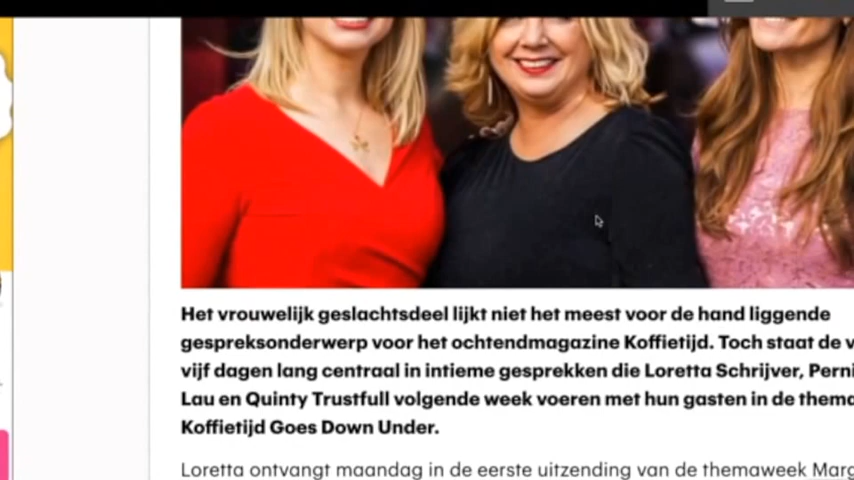 Het vrouwelijk geslachtsdeel lijkt niet het meest voor de hand liggende
gespreksonderwerp voor het ochtendmagazine Koffietijd. Toch staat de
vijf dagen lang centraal in intieme gesprekken die Loretta Schrijver,
Lau en Quinty Trustfull volgende week voeren met hun gasten in de
Koffietijd Goes Down Under.
Loretta ontvangt maandag in de eerste uitzending van de themaweek